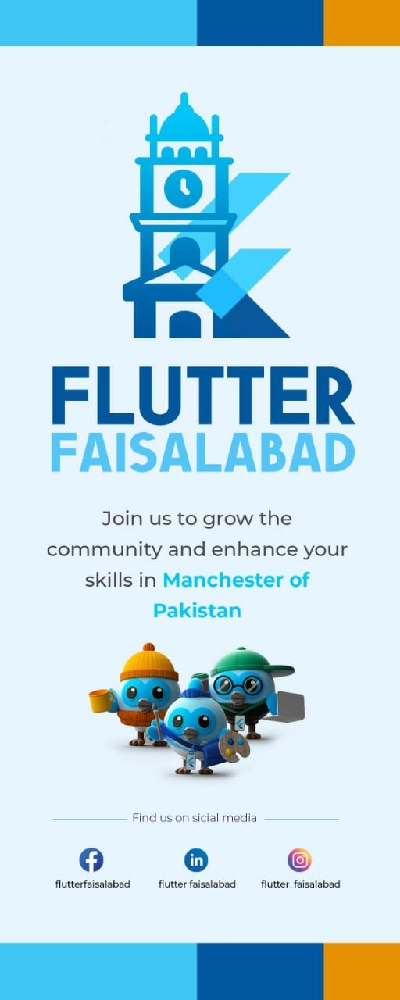 FLUTTER
FAISALABAD
Join us to grow the
community and enhance your
skills in Manchester of
Pakistan
Find us on sicial media
flutterfaisalabad
flutter faisalabad
flutter_faisalabad